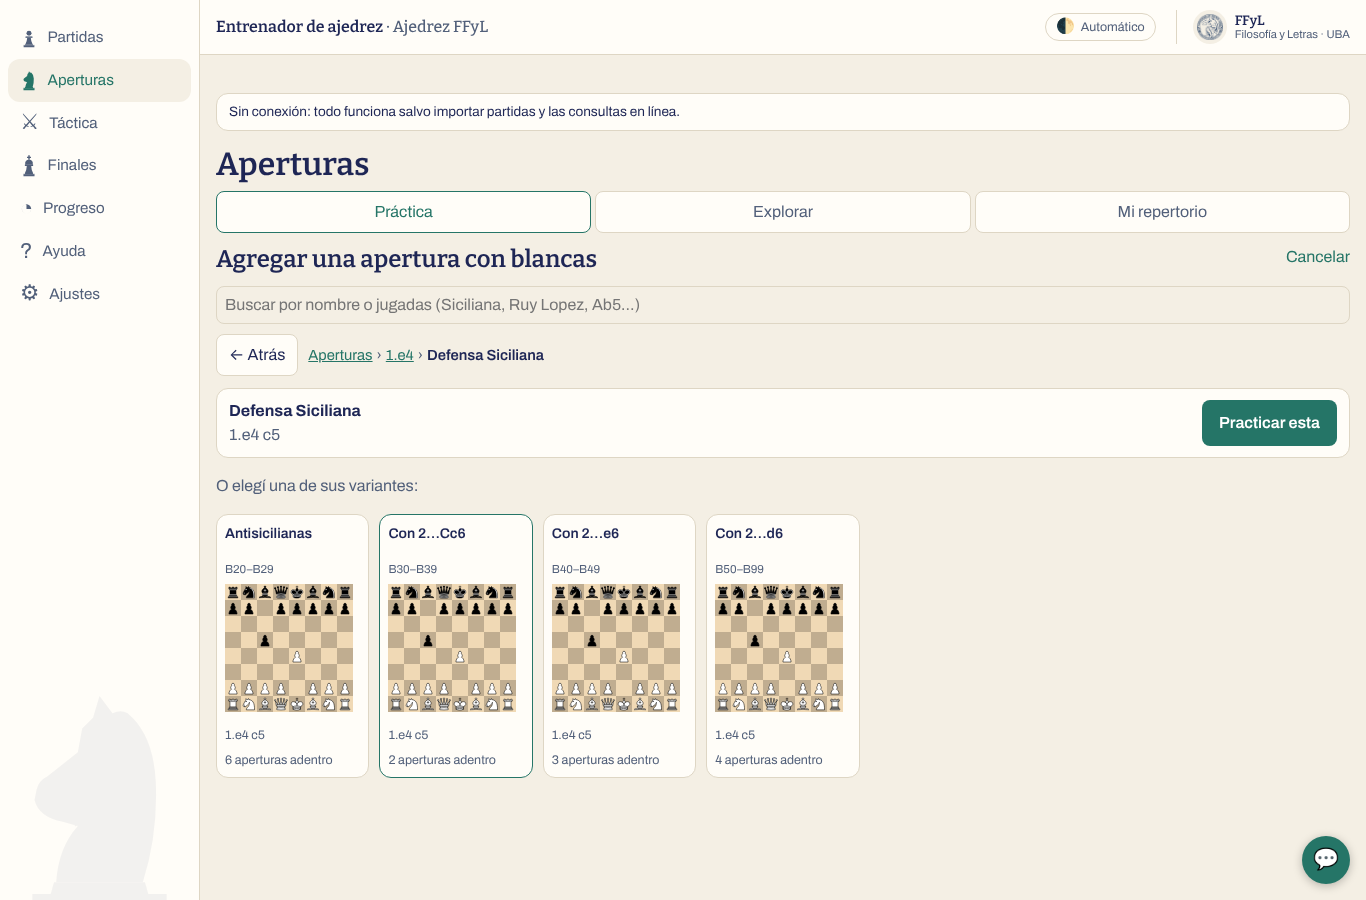 Partidas
Aperturas
Táctica
Finales
Progreso
? Ayuda
Ajustes
Entrenador de ajedrez · Ajedrez FFyL
Automático
FFyL
Filosofía y Letras · UBA
Sin conexión: todo funciona salvo importar partidas y las consultas en línea.
Aperturas
Práctica
Explorar
Mi repertorio
Agregar una apertura con blancas
Cancelar
Buscar por nombre o jugadas (Siciliana, Ruy Lopez, Ab5…)
← Atrás
Aperturas › 1.e4 › Defensa Siciliana
Defensa Siciliana
1.e4 c5
Practicar esta
O elegí una de sus variantes:
Antisicilianas
B20–B29
1.e4 c5
6 aperturas adentro
Con 2…Cc6
B30–B39
1.e4 c5
2 aperturas adentro
Con 2…e6
B40–B49
1.e4 c5
3 aperturas adentro
Con 2…d6
B50–B99
1.e4 c5
4 aperturas adentro